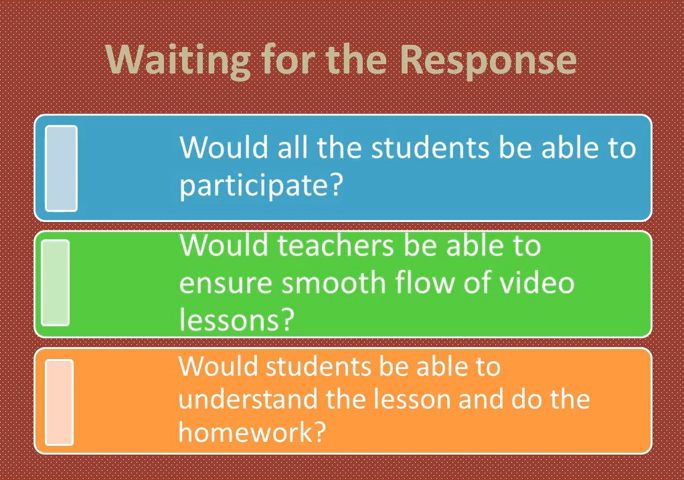 Waiting for the Response
Would all the students be able to
participate?
Would teachers be able to
ensure smooth flow of video
lessons?
Would students be able to
understand the lesson and do the
homework?